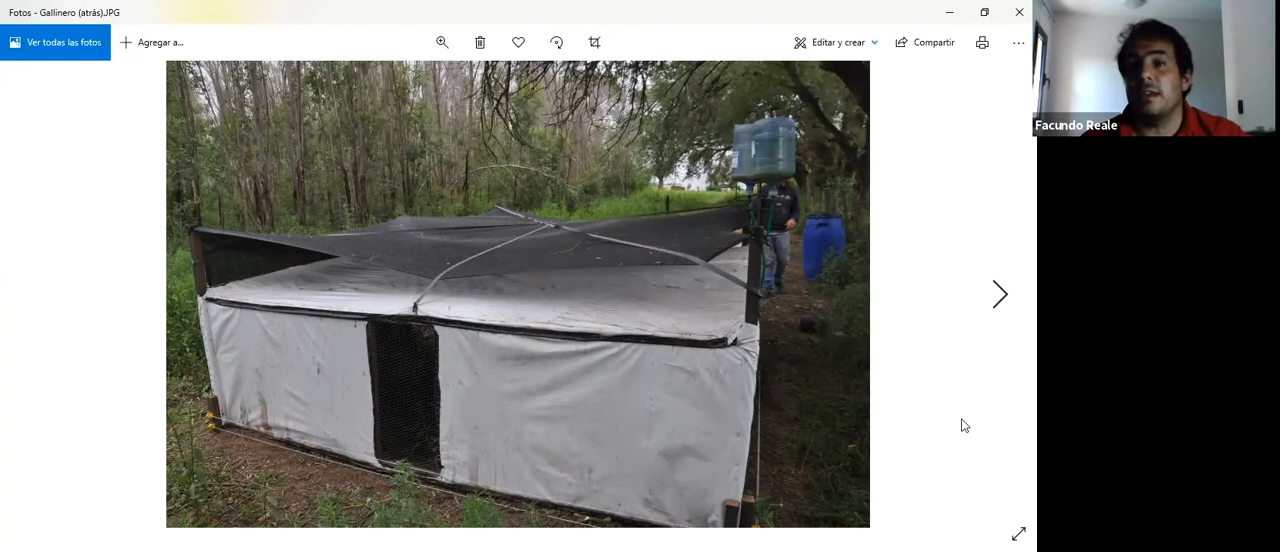 Fotos - Gallinero (atrás).JPG
Ver todas las fotos
Agregar a...
Editar y crear
Compartir
Facundo Reale